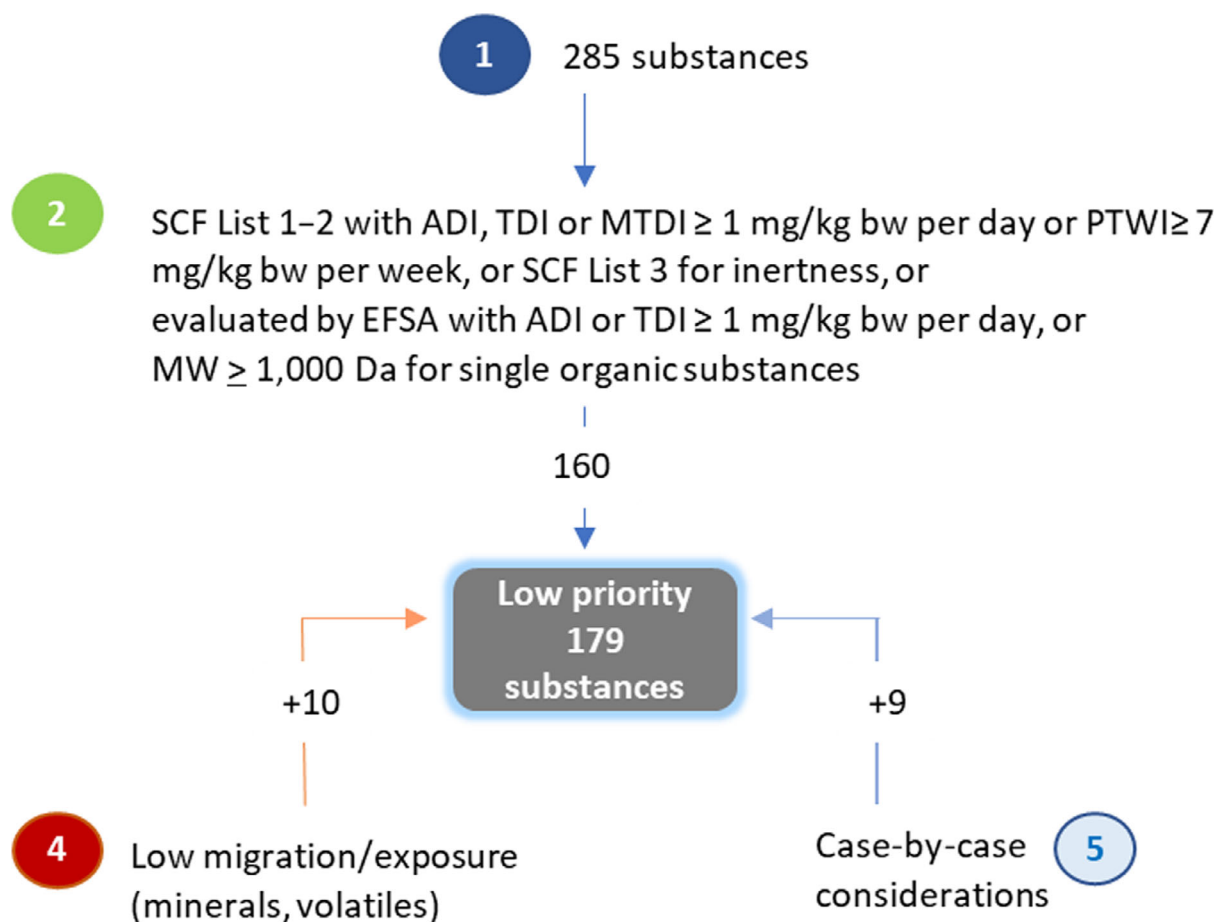 1 285 substances
2
SCF List 1–2 with ADI, TDI or MTDI ≥ 1 mg/kg bw per day or PTWI≥ 7
mg/kg bw per week, or SCF List 3 for inertness, or
evaluated by EFSA with ADI or TDI ≥ 1 mg/kg bw per day, or
MW ≥ 1,000 Da for single organic substances
160
Low priority
179
substances
+10
+9
4
Low migration/exposure
(minerals, volatiles)
Case-by-case
considerations
5